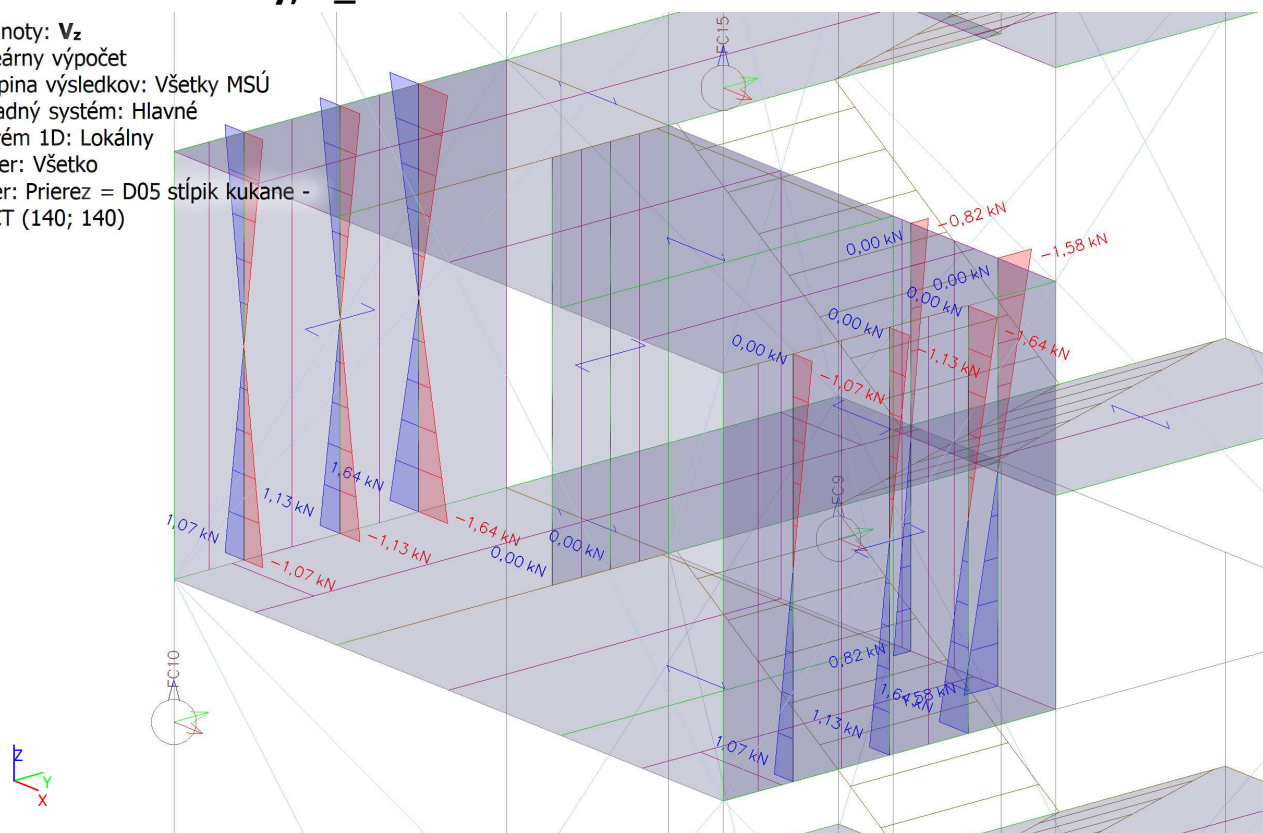 noty: Vz
eárny výpočet
pina výsledkov: Všetky MSÚ
adný systém: Hlavné
ém 1D: Lokálny
er: Všetko
er: Prierez = D05 stĺpik kukane -
CT (140; 140)
FC15
-0,82 kN
0,00 kN
-1,58 kN
0,00 kN
0,00 kN
0,00 kN
-1,64 kN
0,00 kN
-1,13 kN
-1,07 kN
1,64 kN
1,13 kN
1,07 kN
-1,64 kN
-1,13 kN
-1,07 kN
0,00 kN
0,00 kN
FC9
0,82 kN
1,13 kN
1,07 kN
FC10
Z
Y
X